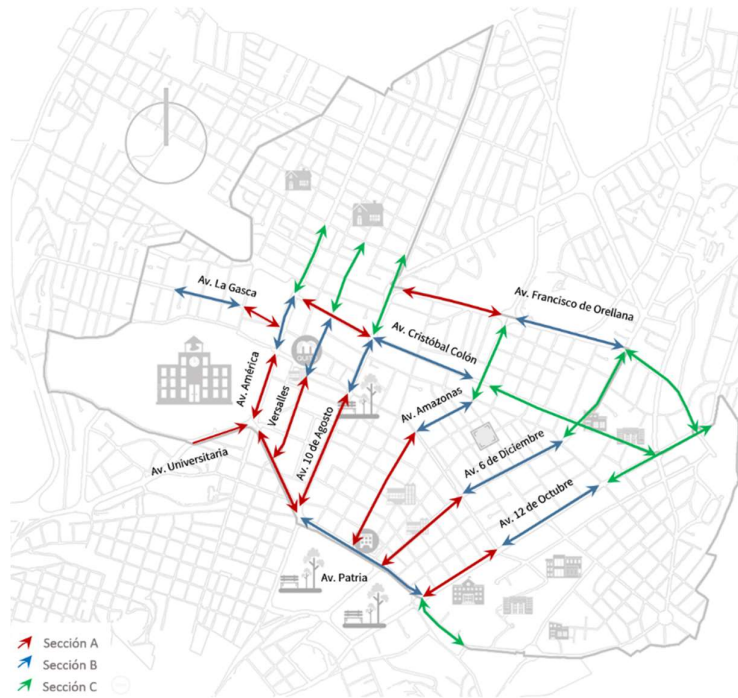 Av. La Gasca
Av. Francisco de Orellana
Av. Cristóbal Colón
Av. América
Versalles
Av. 10 de Agosto
Av. Amazonas
Av. Universitaria
Av. 6 de Diciembre
Av. 12 de Octubre
Av. Patria
Sección A
Sección B
Sección C